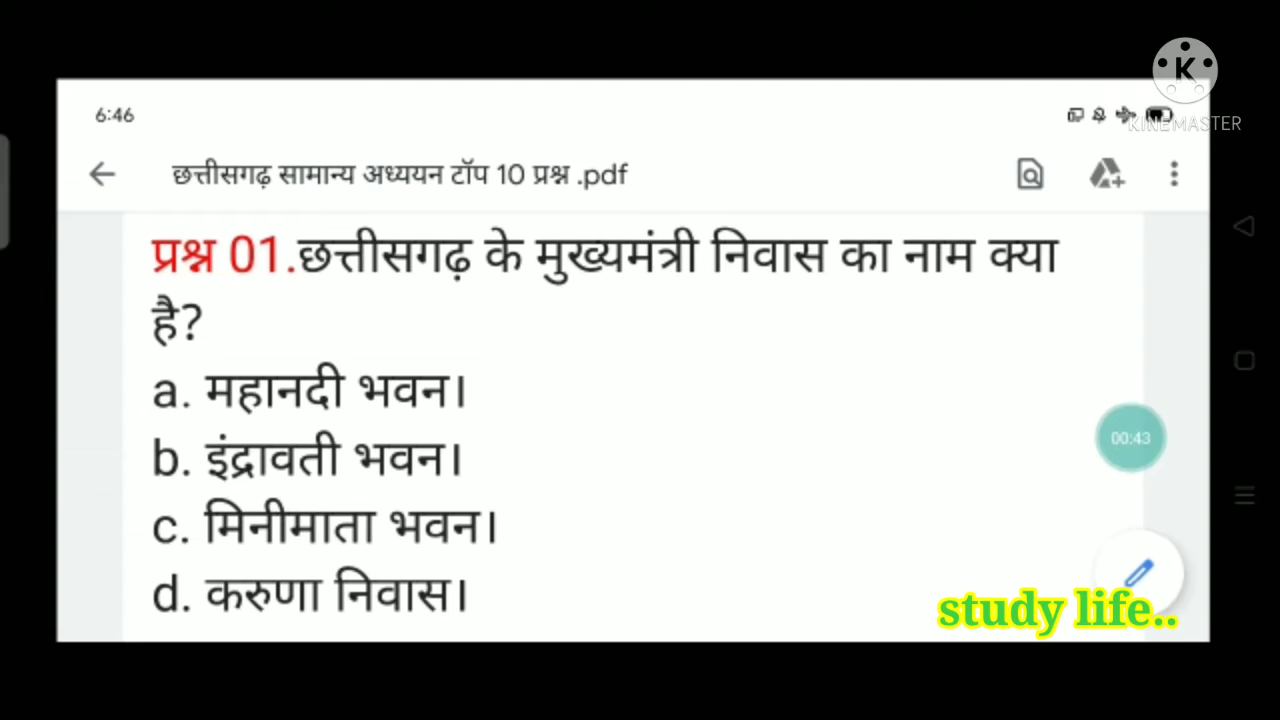 6:46
KINEMASTER
छत्तीसगढ़ सामान्य अध्ययन टॉप 10 प्रश्न .pdf
प्रश्न 01.छत्तीसगढ़ के मुख्यमंत्री निवास का नाम क्या
है?
a. महानदी भवन।
b. इंद्रावती भवन।
00:43
c. मिनीमाता भवन।
d. करुणा निवास।
study life..